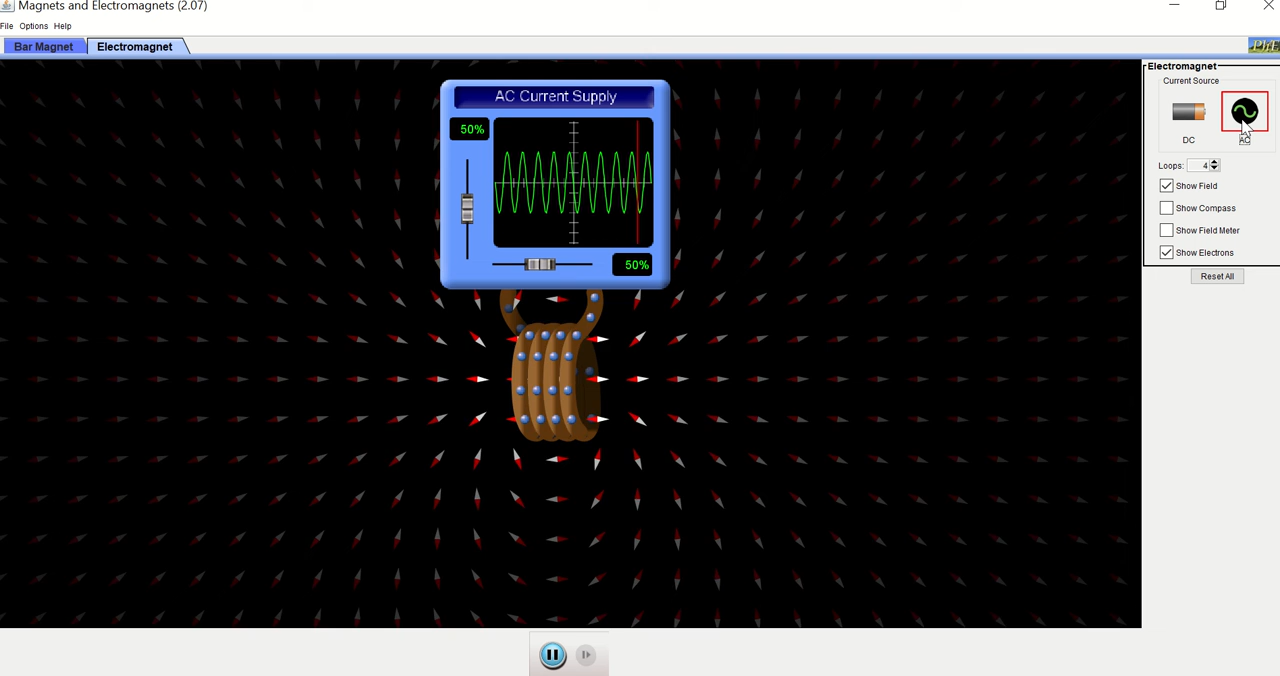 Magnets and Electromagnets (2.07)
File Options Help
Bar Magnet Electromagnet
AC Current Supply
50%
50%
Electromagnet
Current Source
DC AC
Loops: 4
Show Field
Show Compass
Show Field Meter
Show Electrons
Reset All